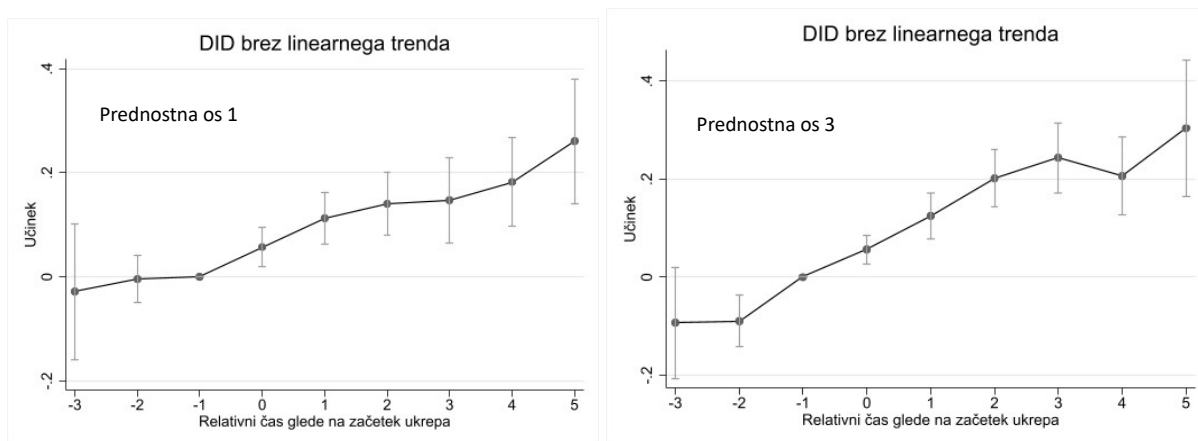 DID brez linearnega trenda
Prednostna os 1
Učinek
.4
.2
0
-.2
-3 -2 -1 0 1 2 3 4 5
Relativni čas glede na začetek ukrepa
DID brez linearnega trenda
Prednostna os 3
Učinek
.4
.2
0
-.2
-3 -2 -1 0 1 2 3 4 5
Relativni čas glede na začetek ukrepa